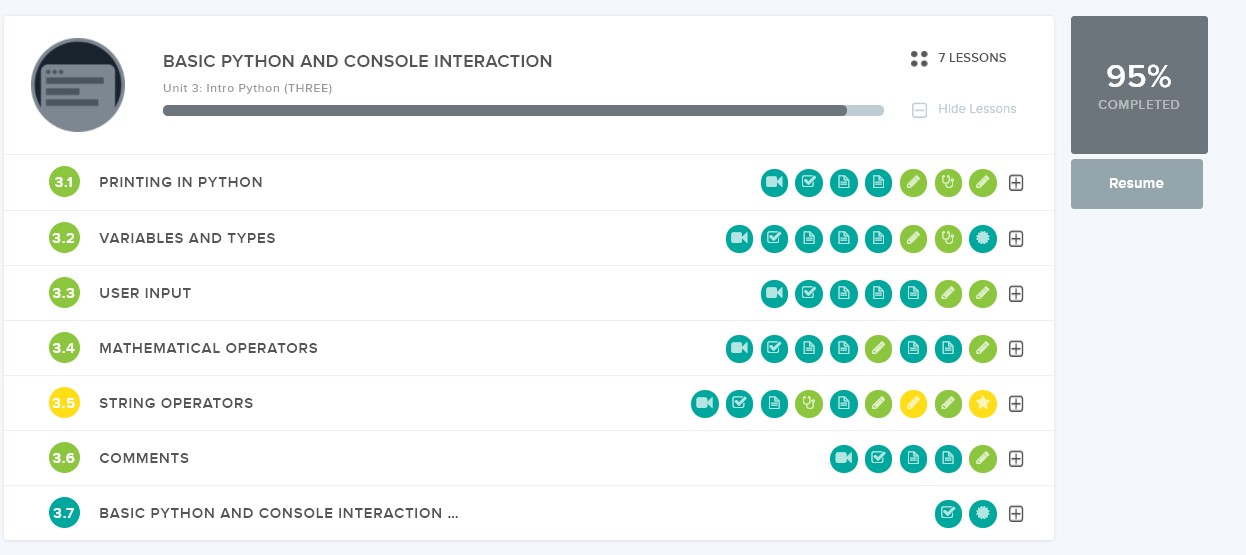 BASIC PYTHON AND CONSOLE INTERACTION
7 LESSONS
Unit 3: Intro Python (THREE)
Hide Lessons
95%
COMPLETED
Resume
3.1 PRINTING IN PYTHON
3.2 VARIABLES AND TYPES
3.3 USER INPUT
3.4 MATHEMATICAL OPERATORS
3.5 STRING OPERATORS
3.6 COMMENTS
3.7 BASIC PYTHON AND CONSOLE INTERACTION ...